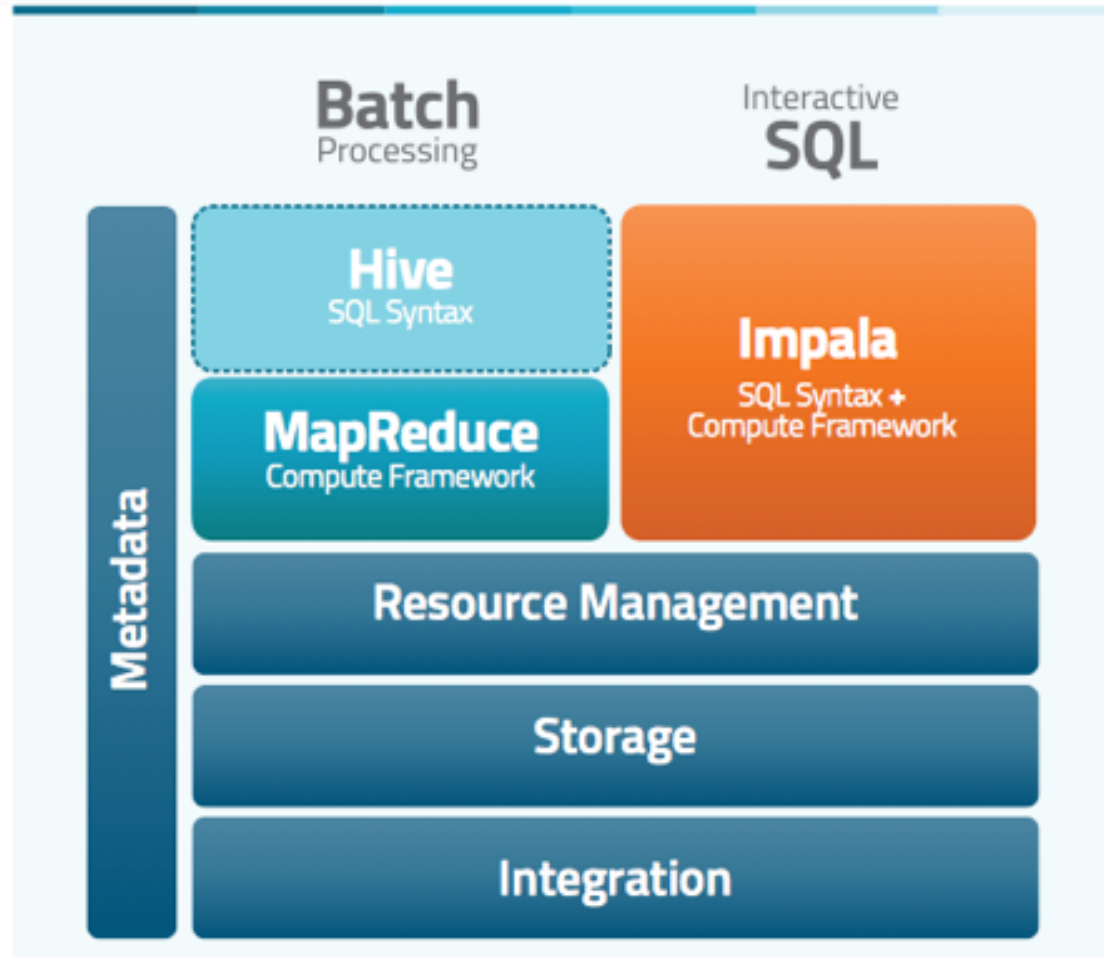 Batch
Processing
Interactive
SQL
Metadata
Hive
SQL Syntax
MapReduce
Compute Framework
Impala
SQL Syntax +
Compute Framework
Resource Management
Storage
Integration